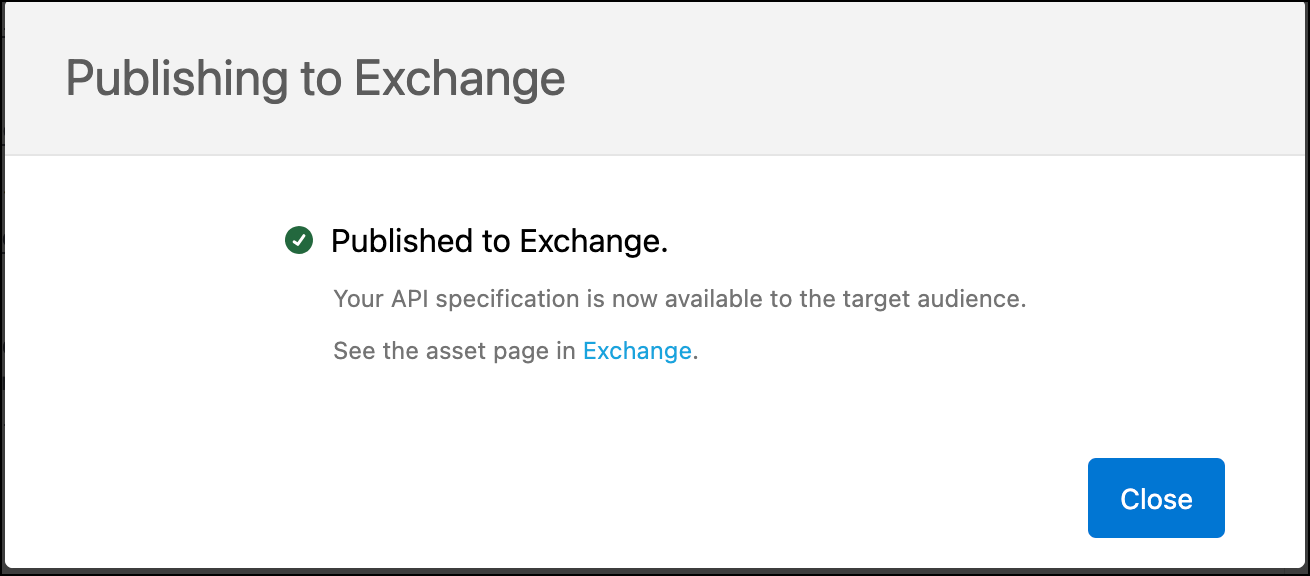 Publishing to Exchange
Published to Exchange.
Your API specification is now available to the target audience.
See the asset page in Exchange.
Close